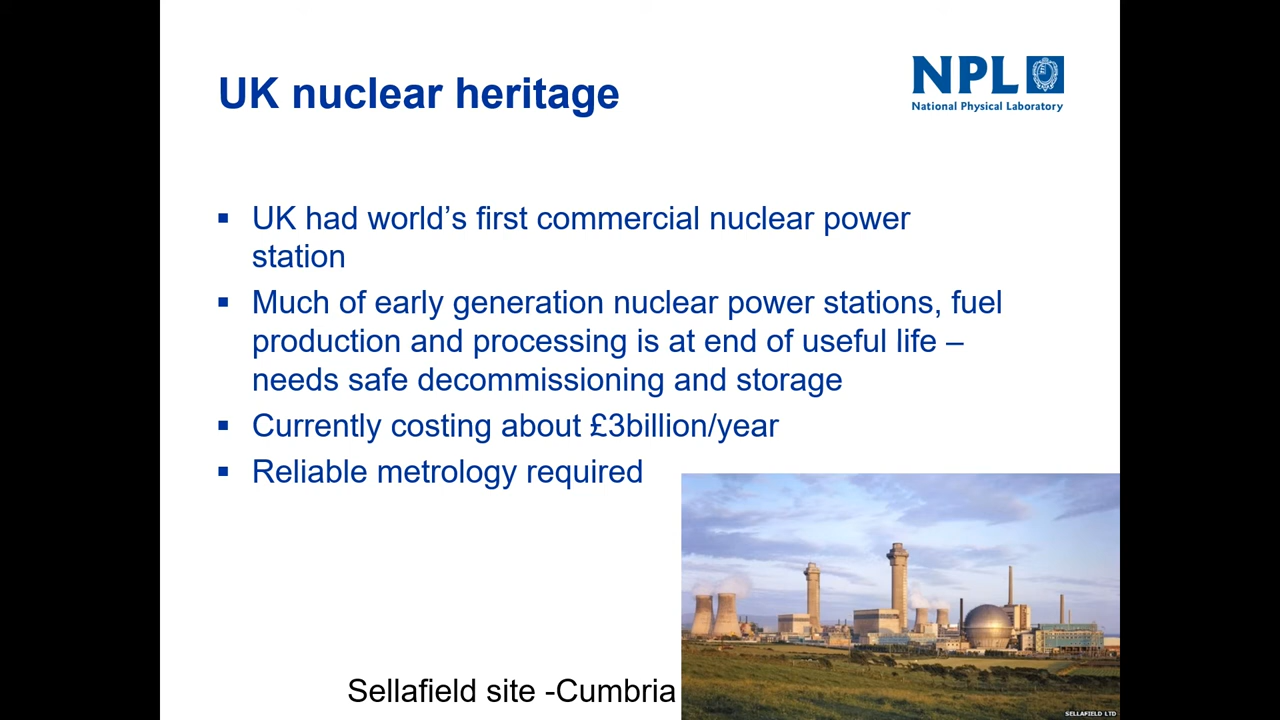 UK nuclear heritage
NPL
National Physical Laboratory
▪ UK had world’s first commercial nuclear power
station
▪ Much of early generation nuclear power stations, fuel
production and processing is at end of useful life –
needs safe decommissioning and storage
▪ Currently costing about £3billion/year
▪ Reliable metrology required
Sellafield site -Cumbria
SELLAFIELD LTD